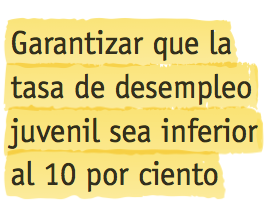 Garantizar que la
tasa de desempleo
juvenil sea inferior
al 10 por ciento